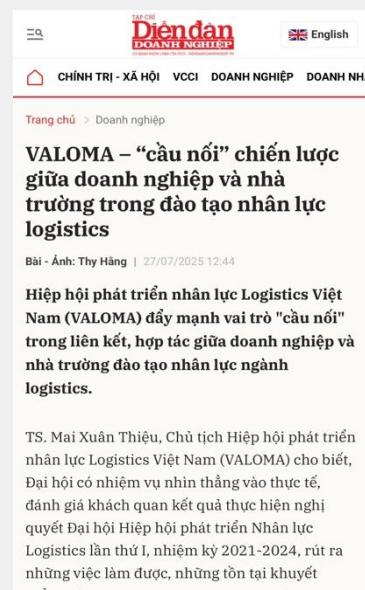 TẠP CHÍ
Diễn đàn
DOANH NGHIỆP
English
CHÍNH TRỊ - XÃ HỘI VCCI DOANH NGHIỆP DOANH NH
Trang chủ > Doanh nghiệp
VALOMA – “cầu nối” chiến lược
giữa doanh nghiệp và nhà
trường trong đào tạo nhân lực
logistics
Bài - Ảnh: Thy Hằng | 27/07/2025 12:44
Hiệp hội phát triển nhân lực Logistics Việt
Nam (VALOMA) đẩy mạnh vai trò "cầu nối"
trong liên kết, hợp tác giữa doanh nghiệp và
nhà trường đào tạo nhân lực ngành
logistics.
TS. Mai Xuân Thiệu, Chủ tịch Hiệp hội phát triển
nhân lực Logistics Việt Nam (VALOMA) cho biết,
Đại hội có nhiệm vụ nhìn thẳng vào thực tế,
đánh giá khách quan kết quả thực hiện nghị
quyết Đại hội Hiệp hội phát triển Nhân lực
Logistics lần thứ I, nhiệm kỳ 2021-2024, rút ra
những việc làm được, những tồn tại khuyết